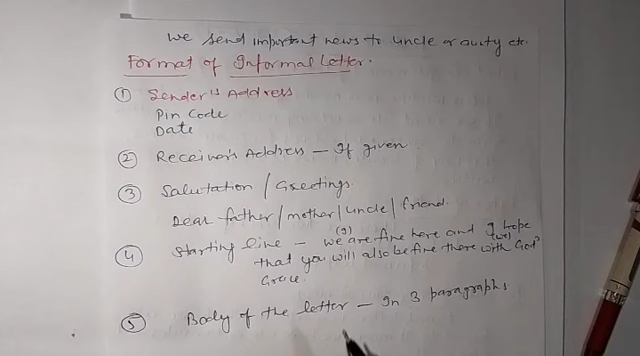 we send important news to uncle or aunty etc.
Format of Informal Letter.
① Sender's Address
Pin Code
Date
② Receiver's Address - If given.
③ Salutation / Greetings.
Dear father / mother / uncle / friend.
④ Starting line - we are fine here and I hope
(I) (we)
that you will also be fine there with God's
Grace.
⑤ Body of the letter - In 3 paragraphs